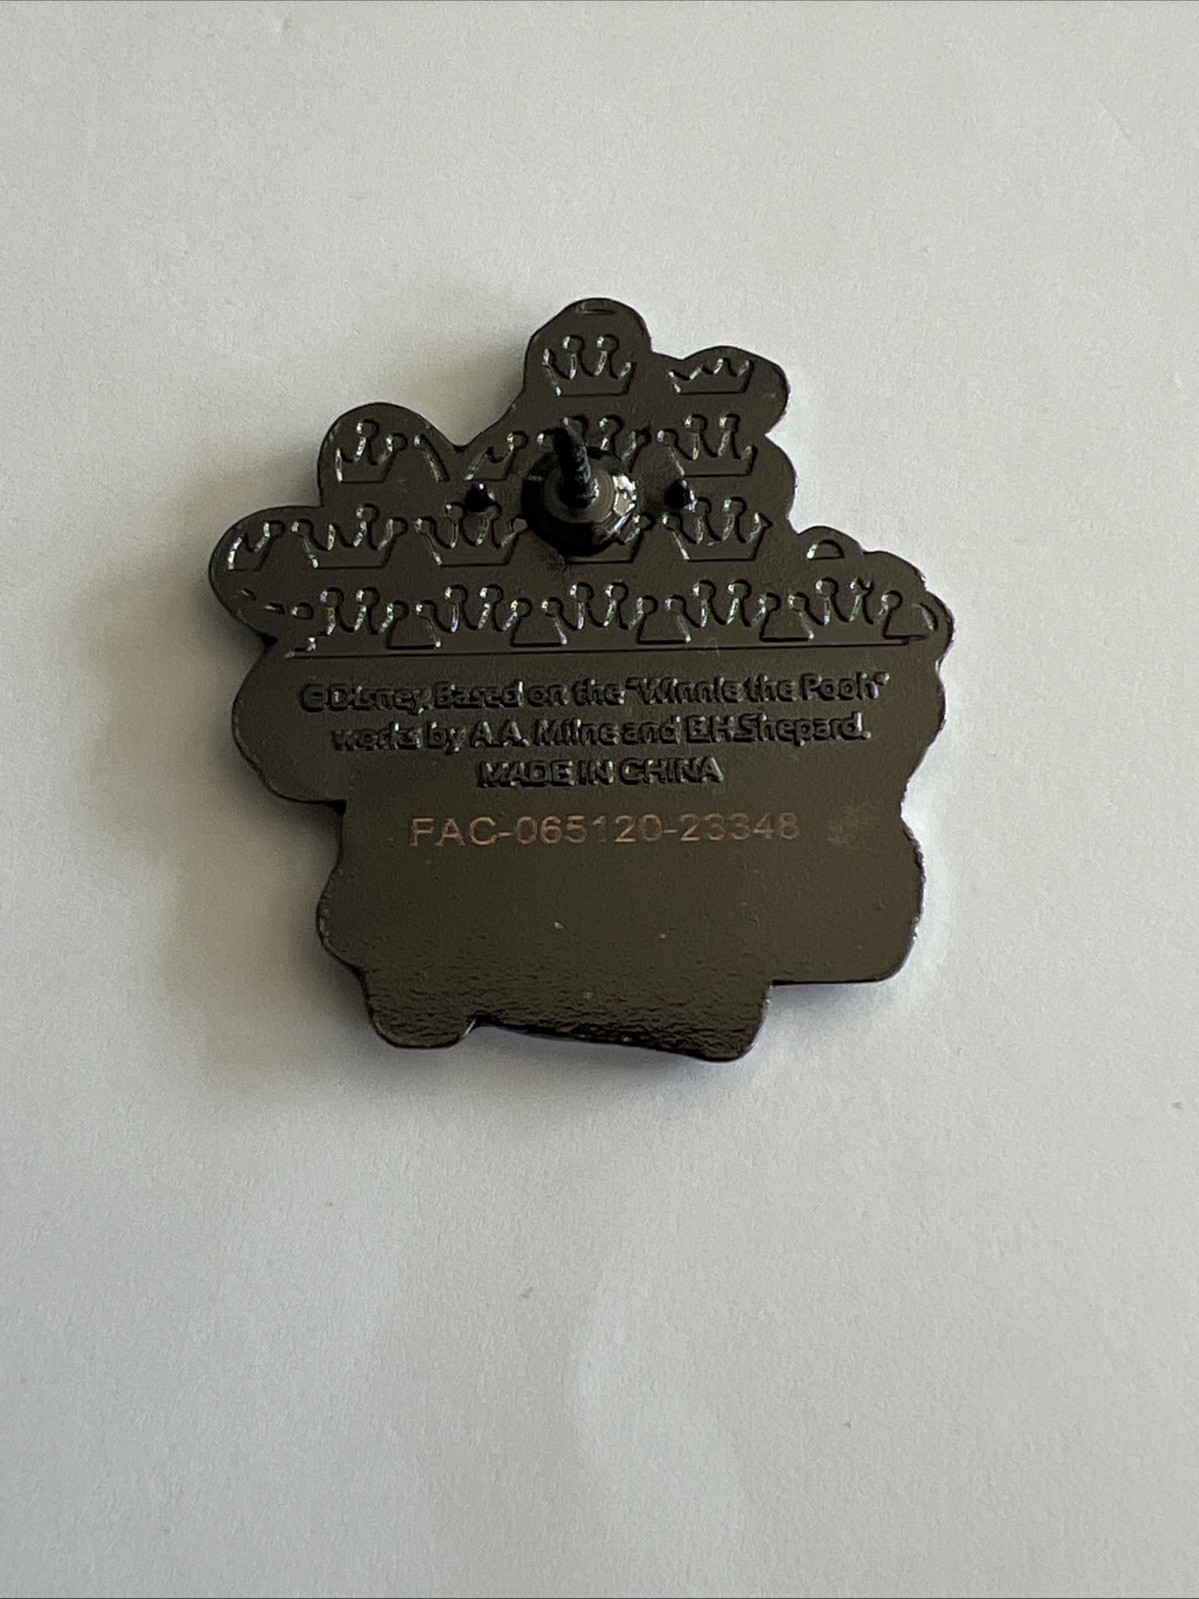 ©Disney. Based on the "Winnie the Pooh"
works by A.A. Milne and E.H.Shepard.
MADE IN CHINA
FAC-065120-23348